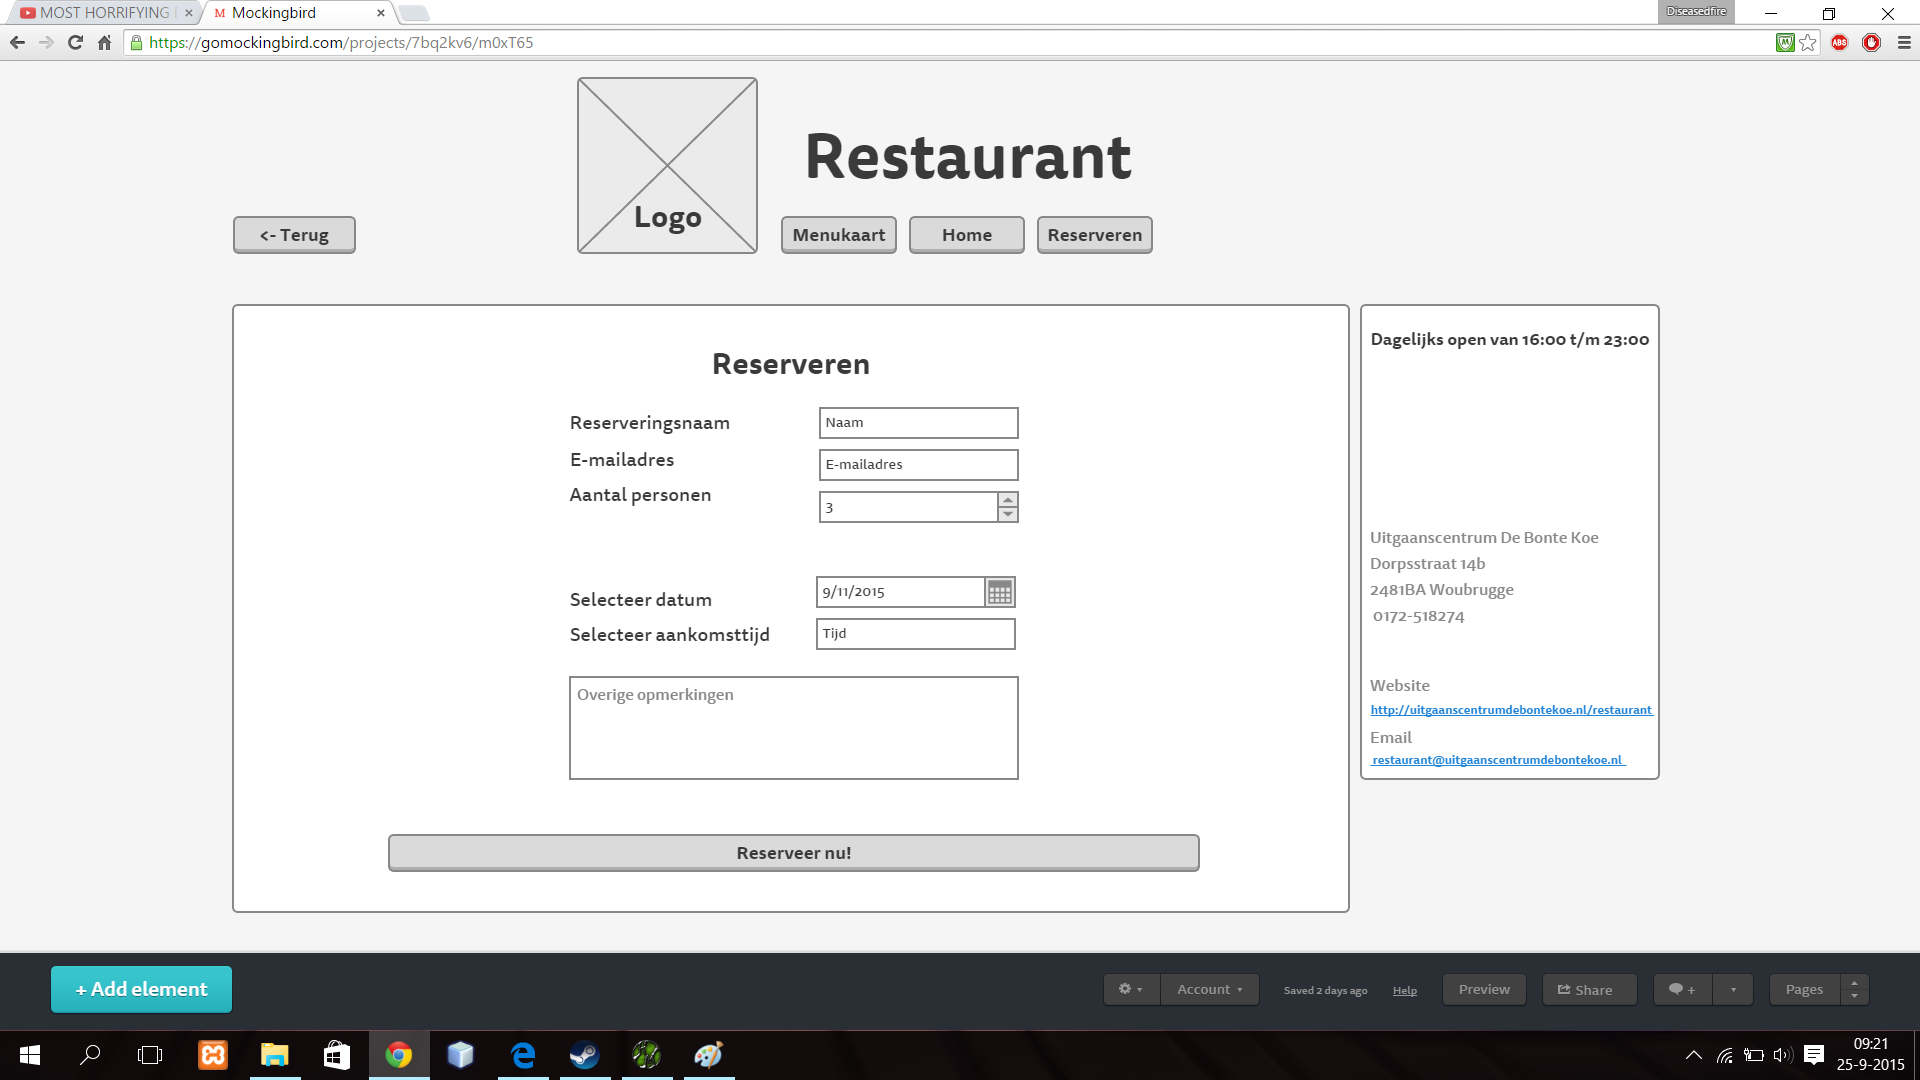 MOST HORRIFYING
Mockingbird
Diseasedfire
https://gomockingbird.com/projects/7bq2kv6/m0xT65
ABS
Logo
Restaurant
<- Terug
Menukaart
Home
Reserveren
Reserveren
Reserveringsnaam
Naam
E-mailadres
E-mailadres
Aantal personen
3
Selecteer datum
9/11/2015
Selecteer aankomsttijd
Tijd
Overige opmerkingen
Reserveer nu!
Dagelijks open van 16:00 t/m 23:00
Uitgaanscentrum De Bonte Koe
Dorpsstraat 14b
2481BA Woubrugge
0172-518274
Website
http://uitgaanscentrumdebontekoe.nl/restaurant
Email
restaurant@uitgaanscentrumdebontekoe.nl
+ Add element
Account
Saved 2 days ago
Help
Preview
Share
+
Pages
09:21
25-9-2015